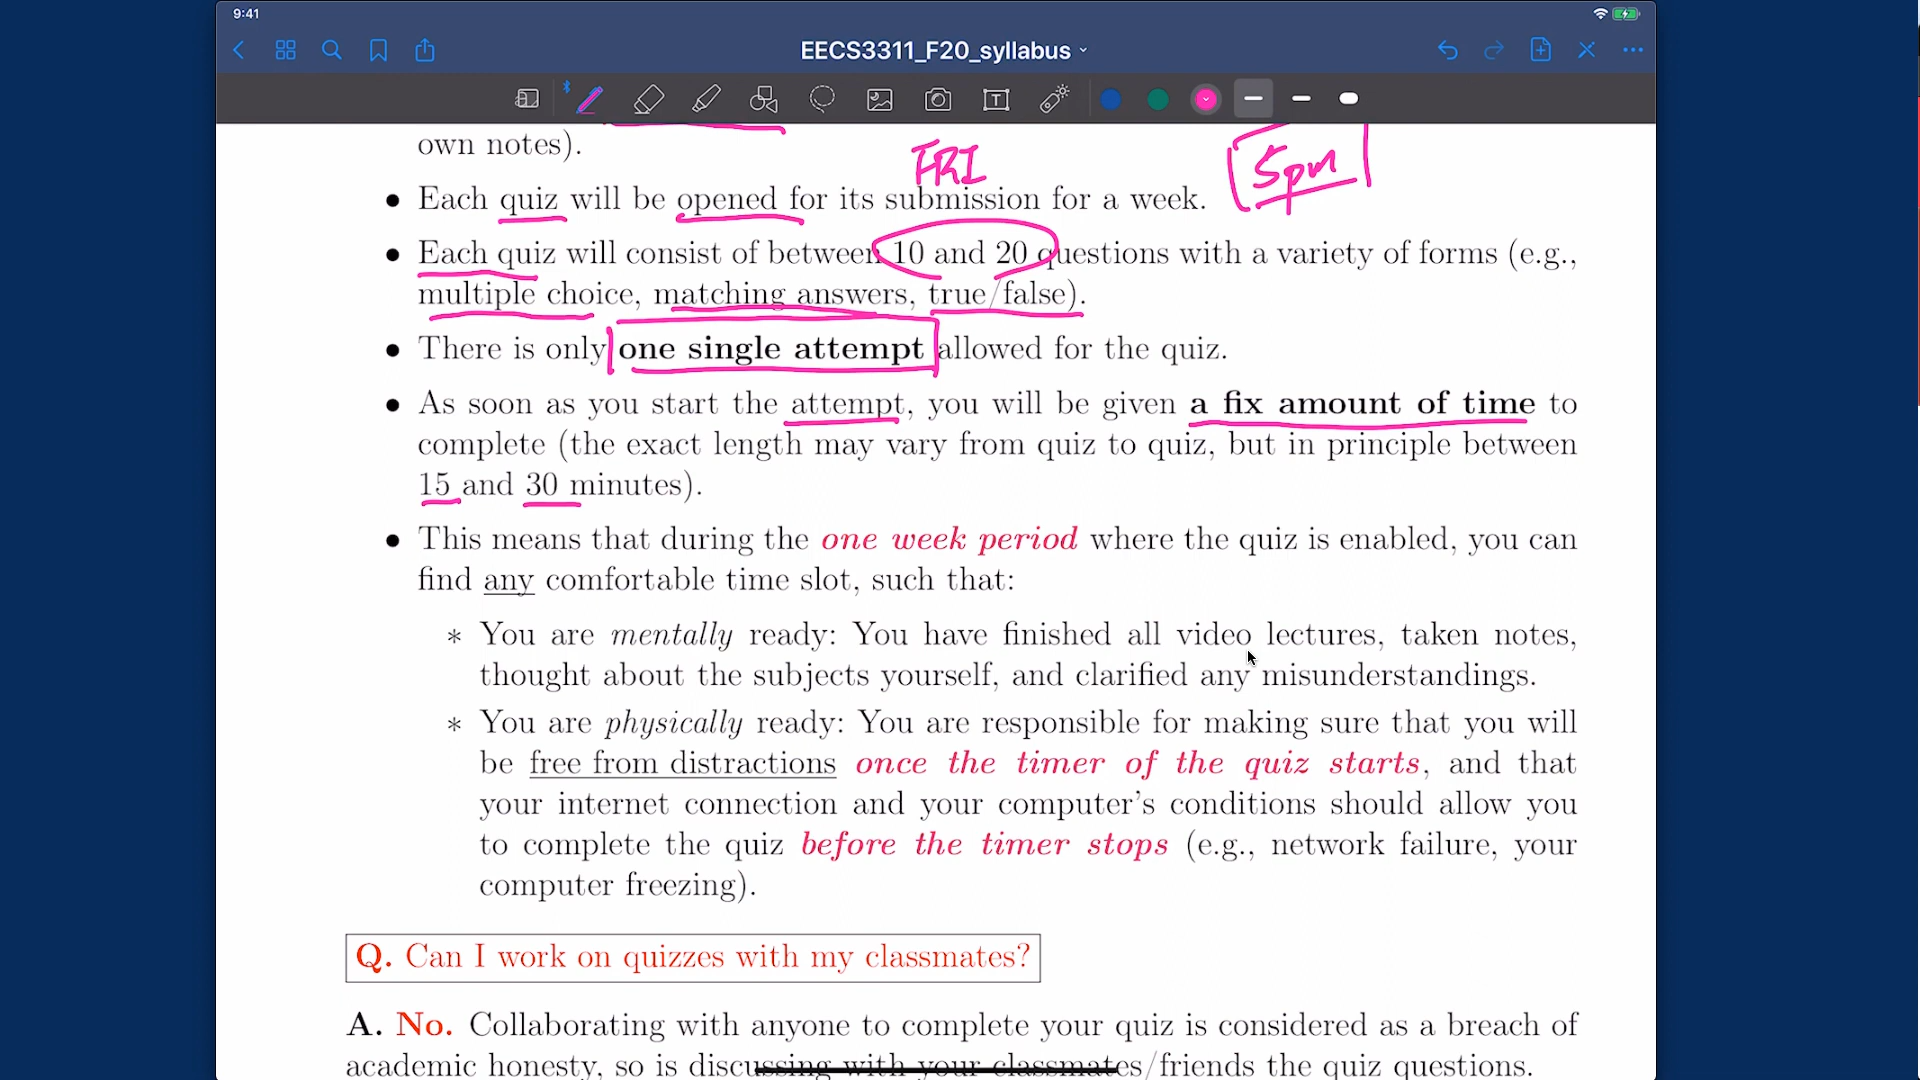 9:41
EECS3311_F20_syllabus
own notes).
FRI
5pm
• Each quiz will be opened for its submission for a week.
• Each quiz will consist of between 10 and 20 questions with a variety of forms (e.g.,
multiple choice, matching answers, true/false).
• There is only one single attempt allowed for the quiz.
• As soon as you start the attempt, you will be given a fix amount of time to
complete (the exact length may vary from quiz to quiz, but in principle between
15 and 30 minutes).
• This means that during the one week period where the quiz is enabled, you can
find any comfortable time slot, such that:
* You are mentally ready: You have finished all video lectures, taken notes,
thought about the subjects yourself, and clarified any misunderstandings.
* You are physically ready: You are responsible for making sure that you will
be free from distractions once the timer of the quiz starts, and that
your internet connection and your computer's conditions should allow you
to complete the quiz before the timer stops (e.g., network failure, your
computer freezing).
Q. Can I work on quizzes with my classmates?
A. No. Collaborating with anyone to complete your quiz is considered as a breach of
academic honesty, so is discussing with your classmates/friends the quiz questions.